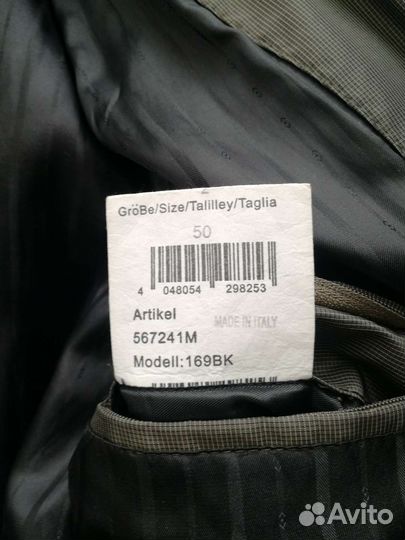 GröBe/Size/Talilley/Taglia
50
4 048054 298253
Artikel
MADE IN ITALY
567241M
Modell:169BK
Avito